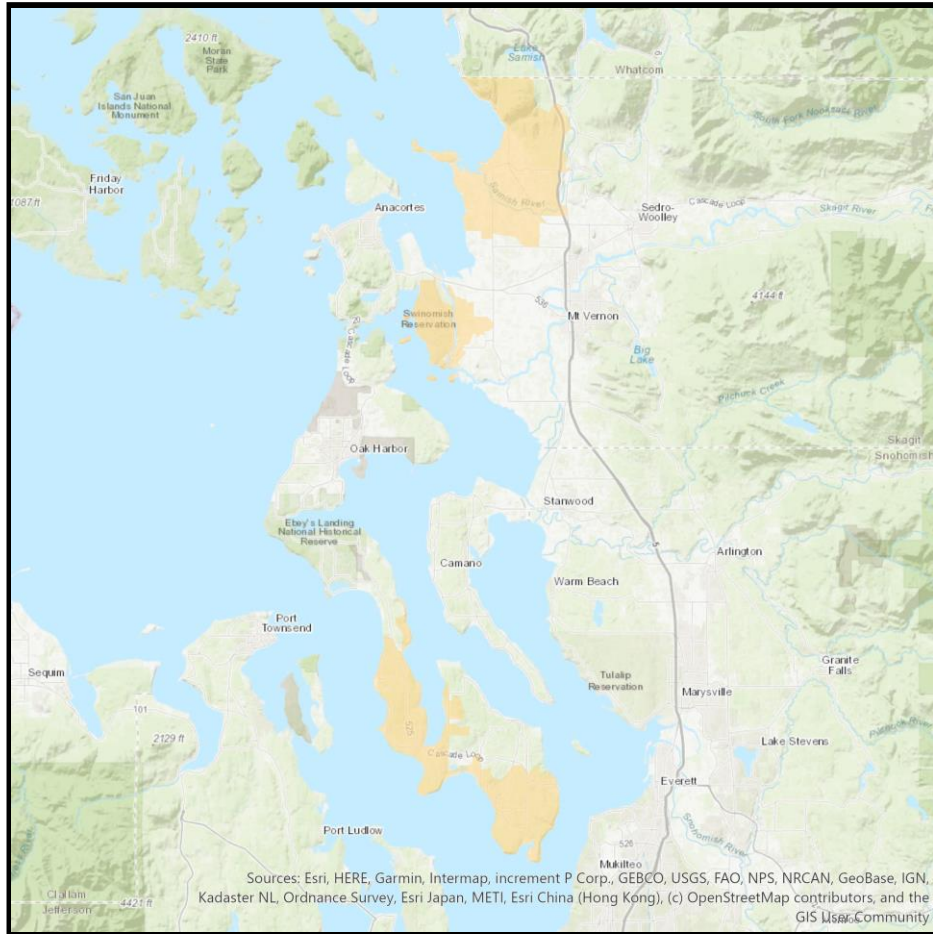 2410 ft
Moran
State
Park
San Juan
Islands National
Monument
Friday
Harbor
1087 ft
Lake
Samish
Whatcom
9
South Fork Nooksack River
Anacortes
Samish River
Sedro-
Woolley
Cascade Loop
Skagit River
Swinomish
Reservation
536
Mt Vernon
4144 ft
Cascade Loop
Big
Lake
Pilchuck Creek
Oak Harbor
Skagit
Snohomish
Ebey's Landing
National Historical
Reserve
Stanwood
5
Arlington
Camano
Warm Beach
Port
Townsend
Sequim
101
2129 ft
Tulalip
Reservation
Granite
Falls
Marysville
525
Cascade Loop
Lake Stevens
Everett
Snohomish River
Port Ludlow
526
Mukilteo
Clallam
Jefferson
4421 ft
Monroe
Sources: Esri, HERE, Garmin, Intermap, increment P Corp., GEBCO, USGS, FAO, NPS, NRCAN, GeoBase, IGN,
Kadaster NL, Ordnance Survey, Esri Japan, METI, Esri China (Hong Kong), (c) OpenStreetMap contributors, and the
GIS User Community